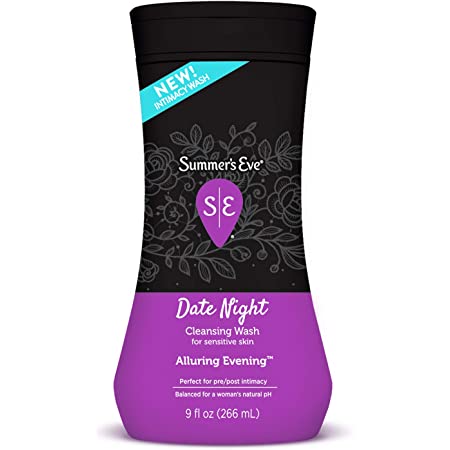 NEW!
INTIMACY WASH
Summer's Eve®
S|E
®
Date Night
Cleansing Wash
for sensitive skin
Alluring Evening™
Perfect for pre/post intimacy
Balanced for a woman's natural pH
9 fl oz (266 mL)